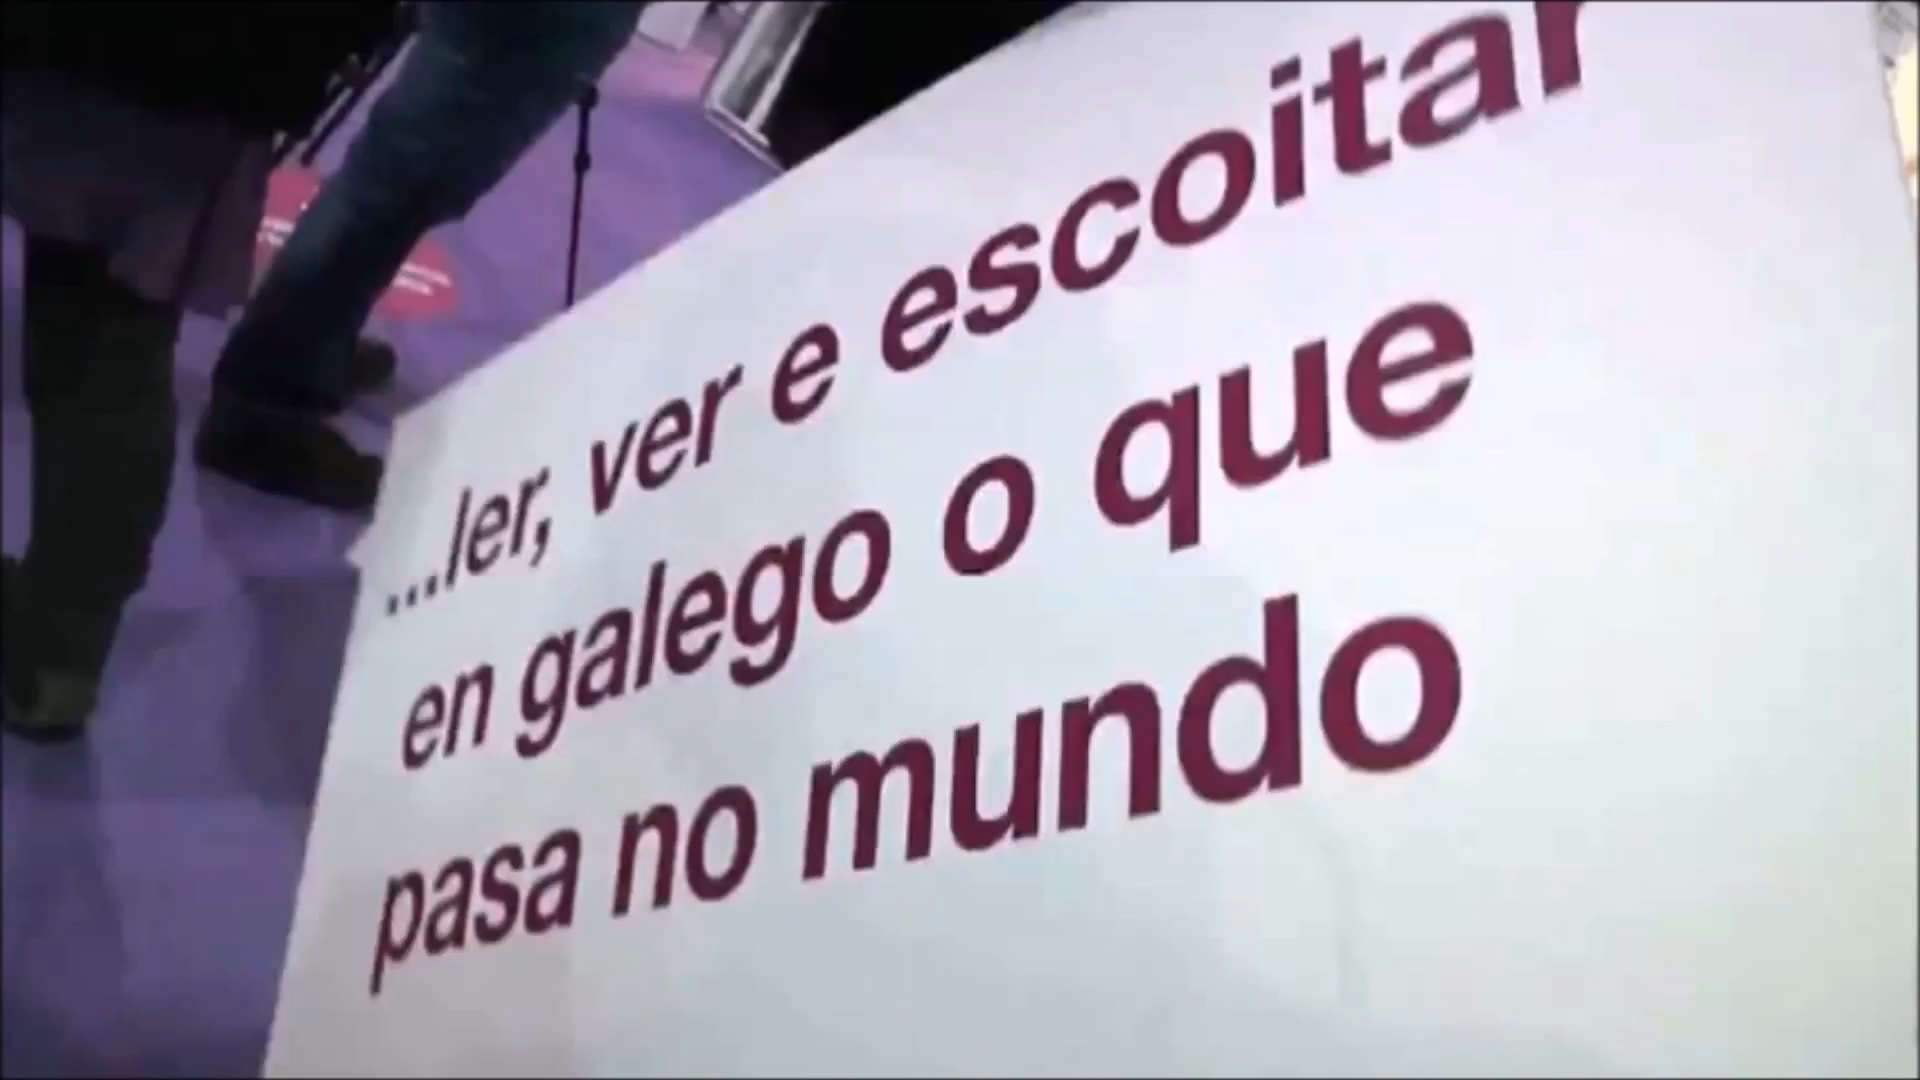 ...ler, ver e escoitar
en galego o que
pasa no mundo